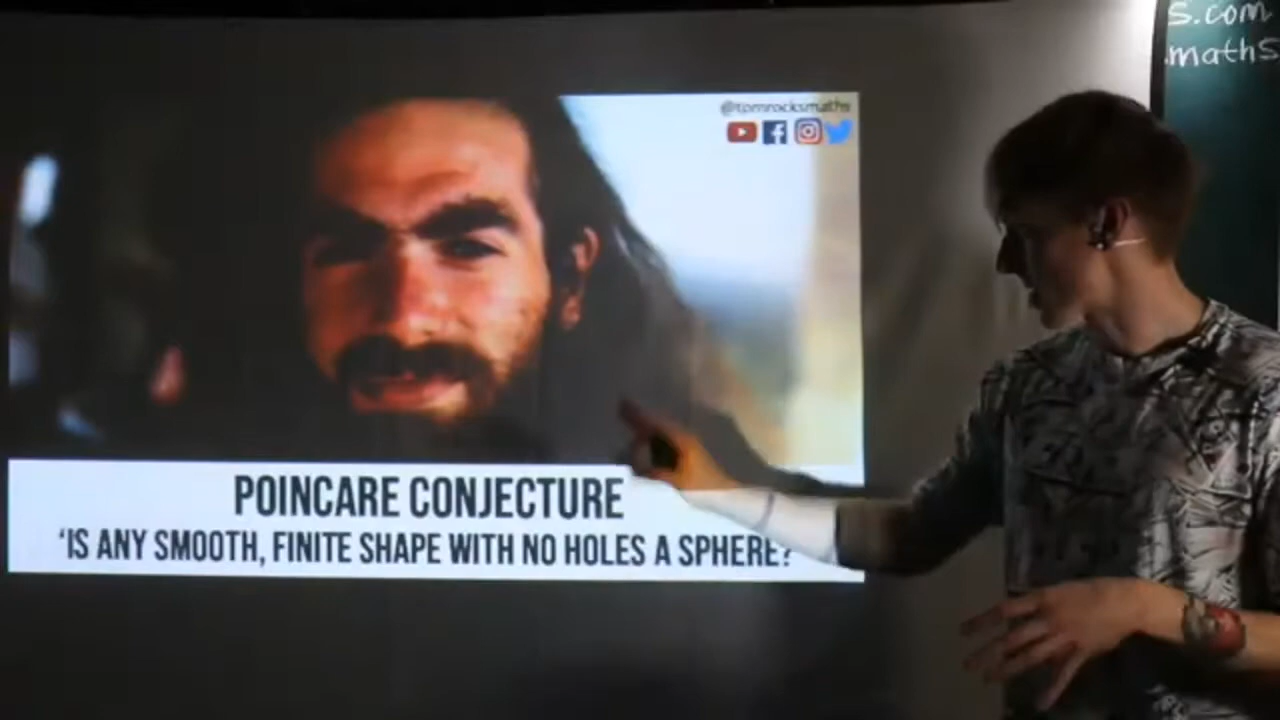 s.com
maths
@tomrocksmaths
POINCARE CONJECTURE
‘IS ANY SMOOTH, FINITE SHAPE WITH NO HOLES A SPHERE?